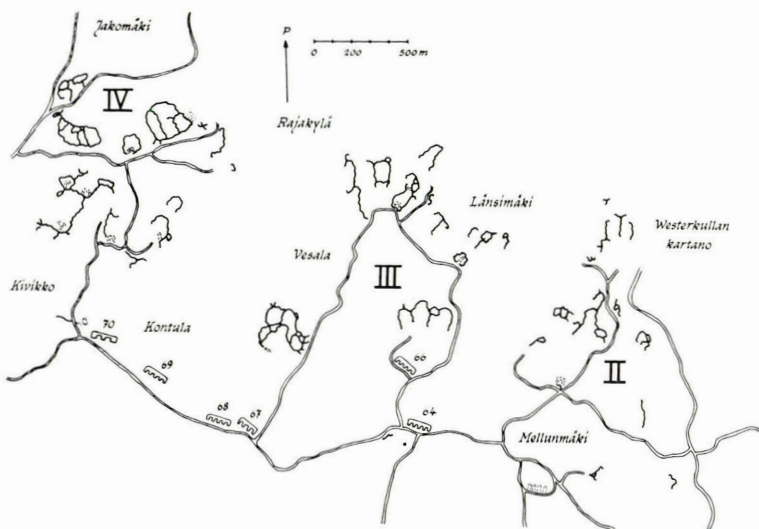 Jakomäki
P
0 200 500 m
IV
Rajakylä
Länsimäki
Westerkullan
kartano
Vesala
III
Kivikko
70
Kontula
69
66
II
68
67
64
Mellunmäki